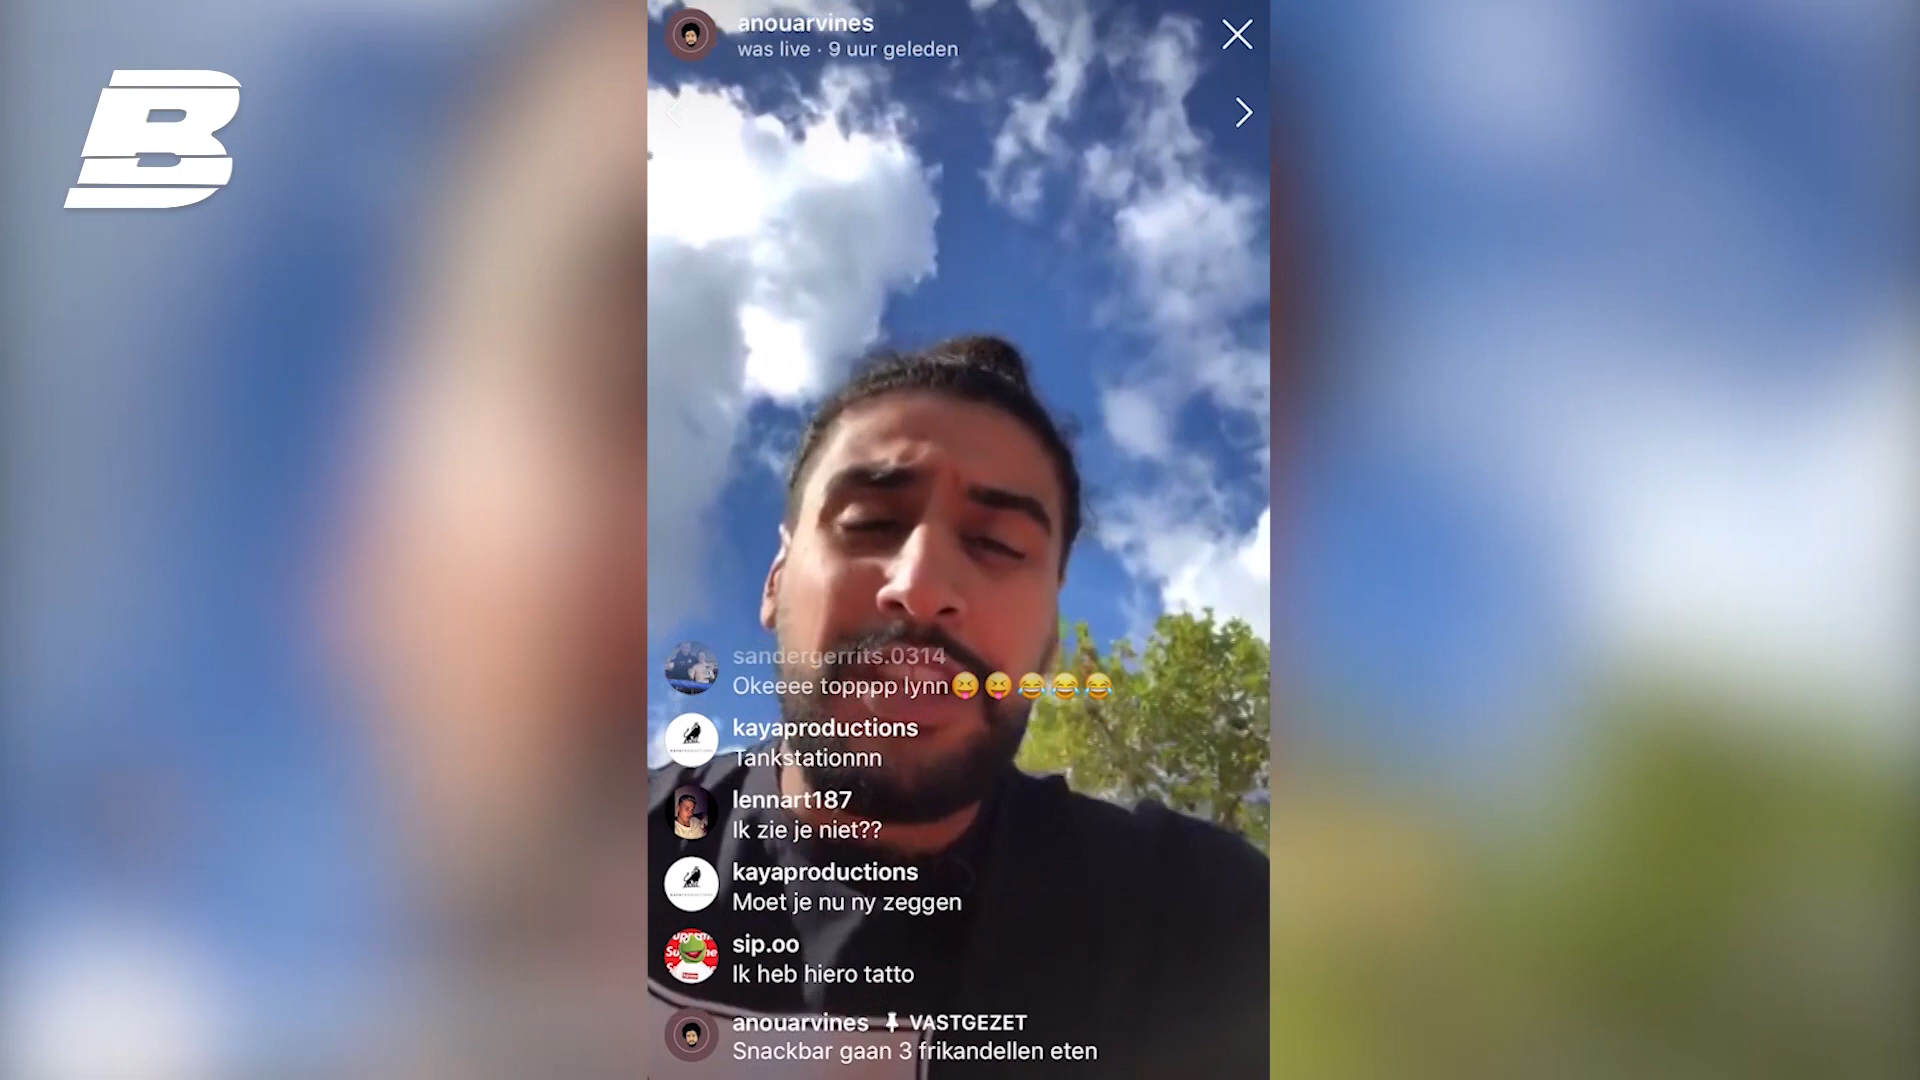 B
anouarvines
was live · 9 uur geleden
sandergerrits.0314
Okeeee topppp lynn😝😝😂😂😂
kayaproductions
Tankstationnn
lennart187
Ik zie je niet??
kayaproductions
Moet je nu ny zeggen
sip.oo
Ik heb hiero tatto
anouarvines VASTGEZET
Snackbar gaan 3 frikandellen eten